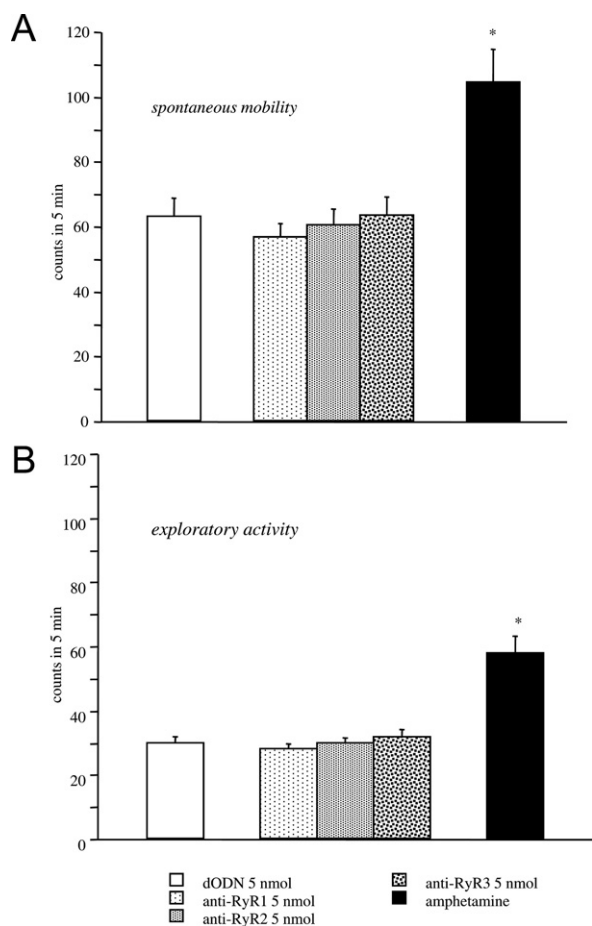 A
120
100
80
60
40
20
0
counts in 5 min
spontaneous mobility
*
B
120
100
80
60
40
20
0
counts in 5 min
exploratory activity
*
dODN 5 nmol
anti-RyR1 5 nmol
anti-RyR2 5 nmol
anti-RyR3 5 nmol
amphetamine